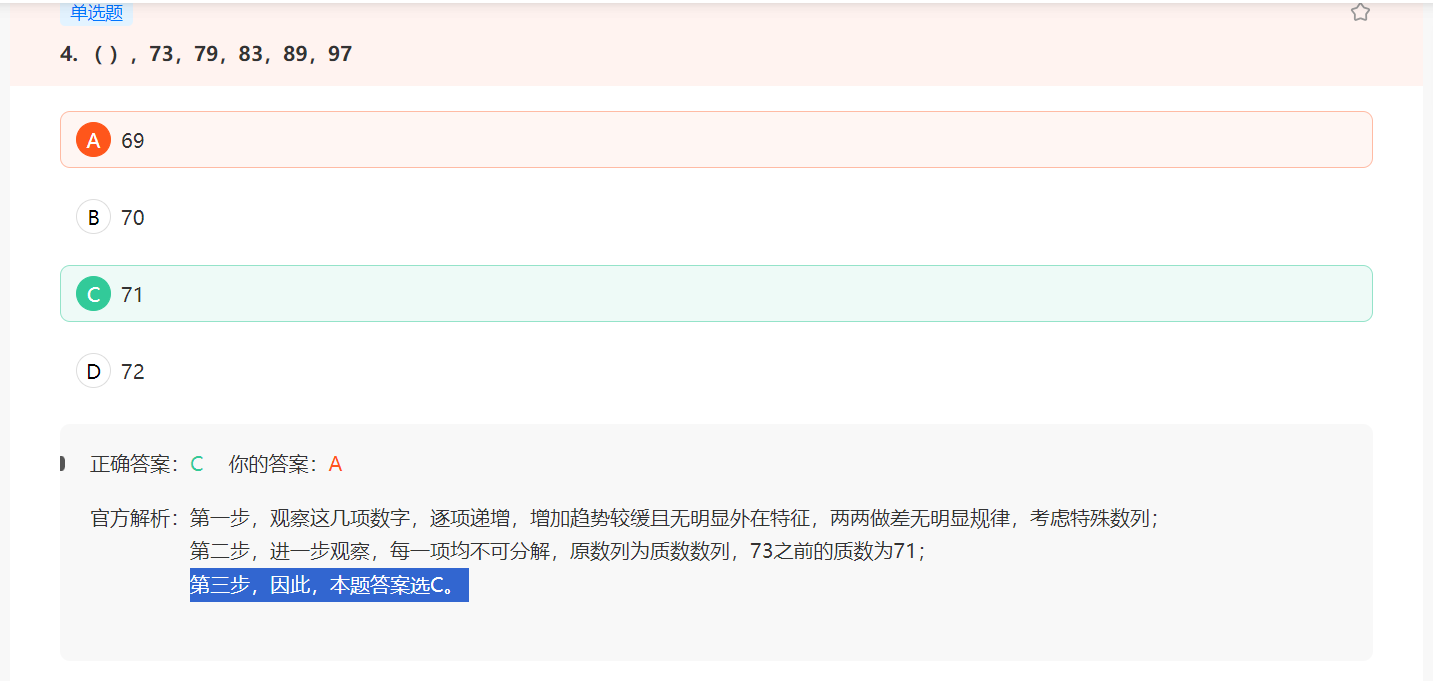 单选题
4. （ ），73，79，83，89，97
A 69
B 70
C 71
D 72
正确答案：C 你的答案：A
官方解析：第一步，观察这几项数字，逐项递增，增加趋势较缓且无明显外在特征，两两做差无明显规律，考虑特殊数列；
第二步，进一步观察，每一项均不可分解，原数列为质数数列，73之前的质数为71；
第三步，因此，本题答案选C。